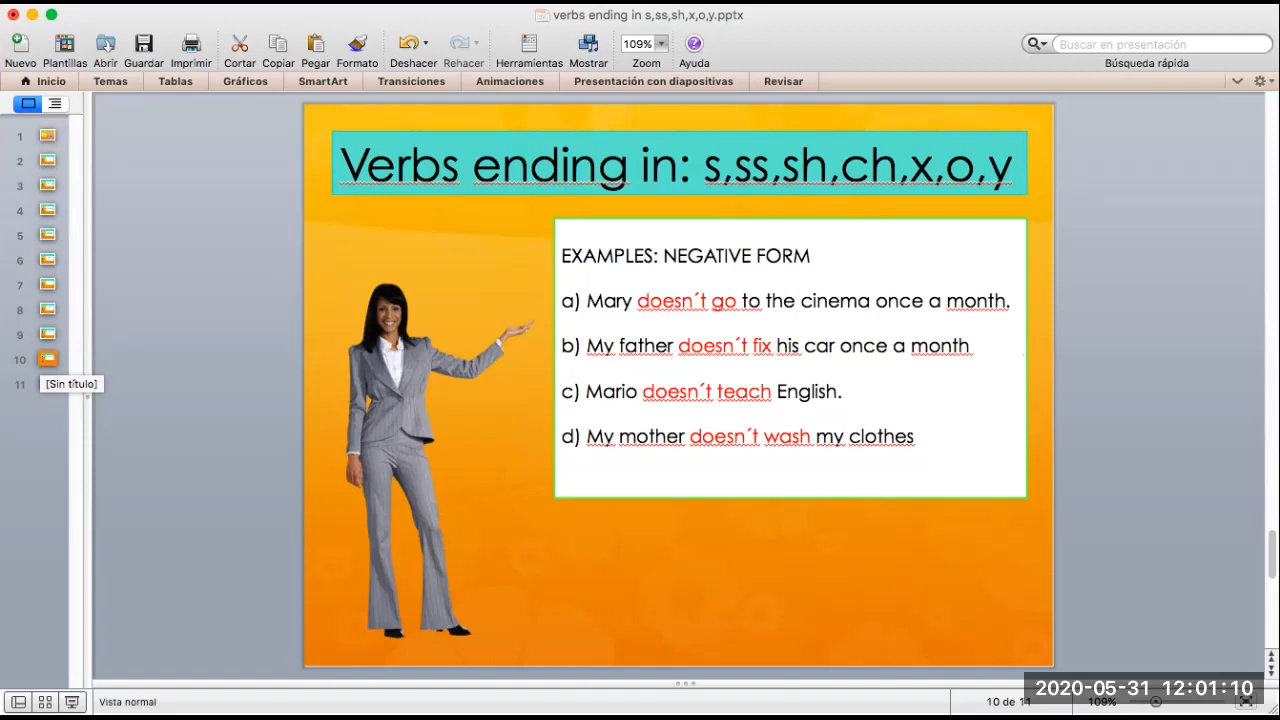 verbs ending in s,ss,sh,x,o,y.pptx
Nuevo Plantillas Abrir Guardar Imprimir Cortar Copiar Pegar Formato Deshacer Rehacer Herramientas Mostrar 109% Zoom Ayuda Buscar en presentación Búsqueda rápida
Inicio Temas Tablas Gráficos SmartArt Transiciones Animaciones Presentación con diapositivas Revisar
1
2
3
4
5
6
7
8
9
10
11
[Sin título]
Verbs ending in: s,ss,sh,ch,x,o,y
EXAMPLES: NEGATIVE FORM
a) Mary doesn´t go to the cinema once a month.
b) My father doesn´t fix his car once a month
c) Mario doesn´t teach English.
d) My mother doesn´t wash my clothes
2020-05-31 12:01:10
Vista normal 10 de 11 109%